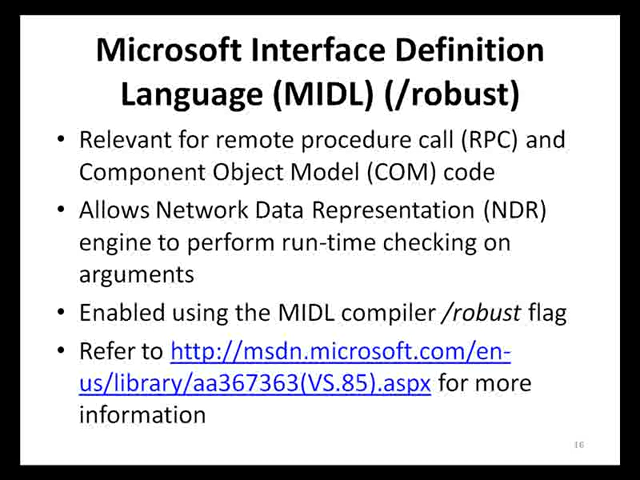 Microsoft Interface Definition
Language (MIDL) (/robust)
• Relevant for remote procedure call (RPC) and
Component Object Model (COM) code
• Allows Network Data Representation (NDR)
engine to perform run-time checking on
arguments
• Enabled using the MIDL compiler /robust flag
• Refer to http://msdn.microsoft.com/en-
us/library/aa367363(VS.85).aspx for more
information
16